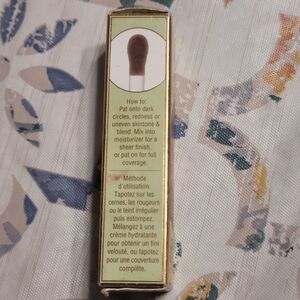 How to:
Pat onto dark
circles, redness or
uneven skintone &
blend. Mix into
moisturizer for a
sheer finish,
or pat on for full
coverage.
Méthode
d'utilisation:
Tapotez sur les
cernes, les rougeurs
ou le teint irrégulier
puis estompez.
Mélangez à une
crème hydratante
pour obtenir un fini
velouté, ou tapotez
pour une couverture
complète.